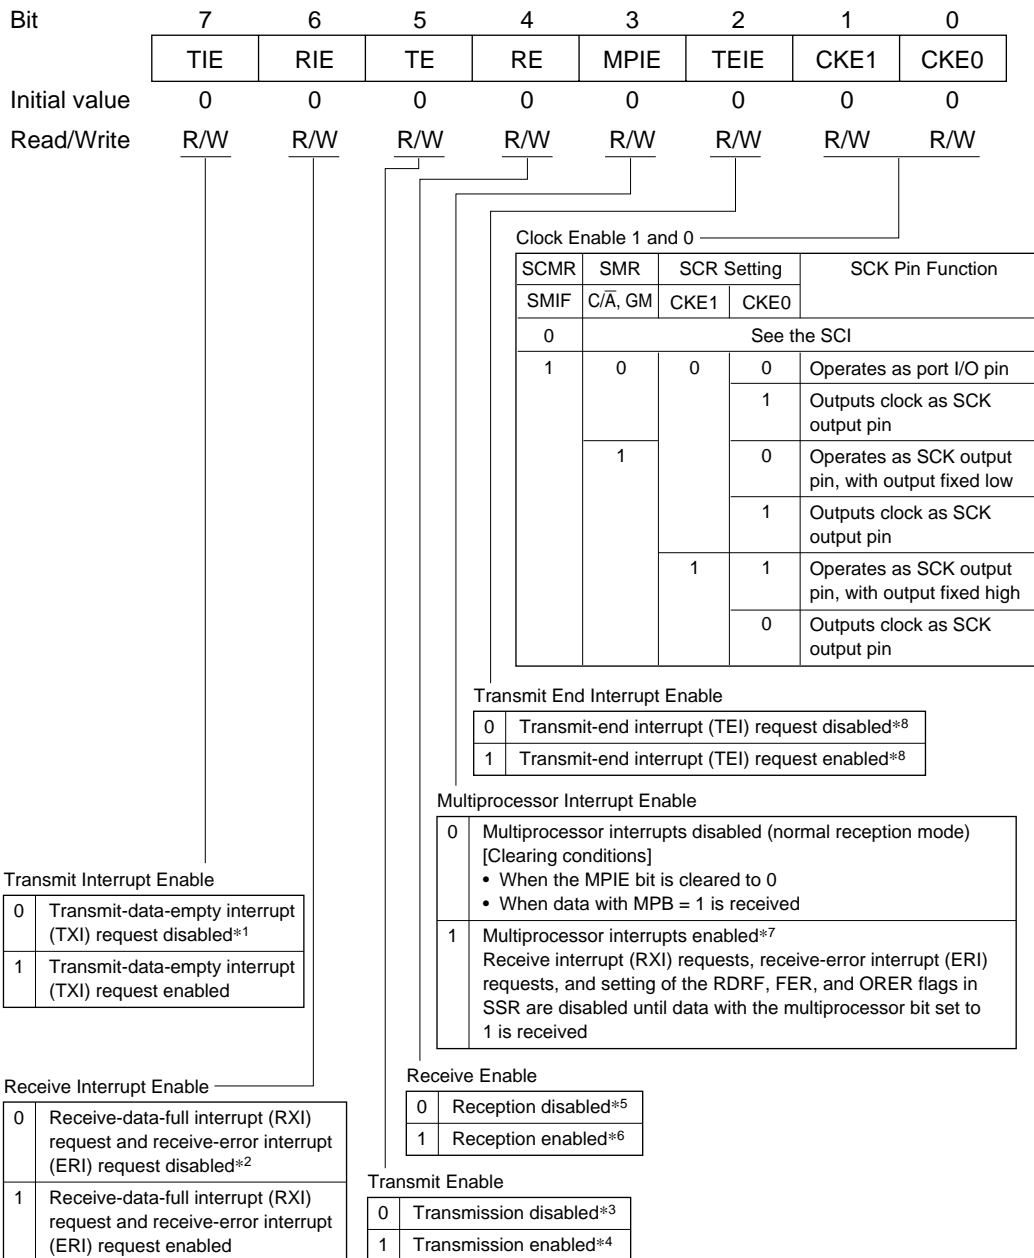 Bit 7 6 5 4 3 2 1 0
TIE RIE TE RE MPIE TEIE CKE1 CKE0
Initial value 0 0 0 0 0 0 0 0
Read/Write R/W R/W R/W R/W R/W R/W R/W R/W
Clock Enable 1 and 0
SCMR SMR SCR Setting SCK Pin Function
SMIF C/A̅, GM CKE1 CKE0
0 See the SCI
1 0 0 0 Operates as port I/O pin
1 Outputs clock as SCK
output pin
1 0 Operates as SCK output
pin, with output fixed low
1 Outputs clock as SCK
output pin
1 1 Operates as SCK output
pin, with output fixed high
0 Outputs clock as SCK
output pin
Transmit End Interrupt Enable
0 Transmit-end interrupt (TEI) request disabled*8
1 Transmit-end interrupt (TEI) request enabled*8
Multiprocessor Interrupt Enable
0 Multiprocessor interrupts disabled (normal reception mode)
[Clearing conditions]
• When the MPIE bit is cleared to 0
• When data with MPB = 1 is received
1 Multiprocessor interrupts enabled*7
Receive interrupt (RXI) requests, receive-error interrupt (ERI)
requests, and setting of the RDRF, FER, and ORER flags in
SSR are disabled until data with the multiprocessor bit set to
1 is received
Transmit Interrupt Enable
0 Transmit-data-empty interrupt
(TXI) request disabled*1
1 Transmit-data-empty interrupt
(TXI) request enabled
Receive Enable
0 Reception disabled*5
1 Reception enabled*6
Receive Interrupt Enable
0 Receive-data-full interrupt (RXI)
request and receive-error interrupt
(ERI) request disabled*2
1 Receive-data-full interrupt (RXI)
request and receive-error interrupt
(ERI) request enabled
Transmit Enable
0 Transmission disabled*3
1 Transmission enabled*4